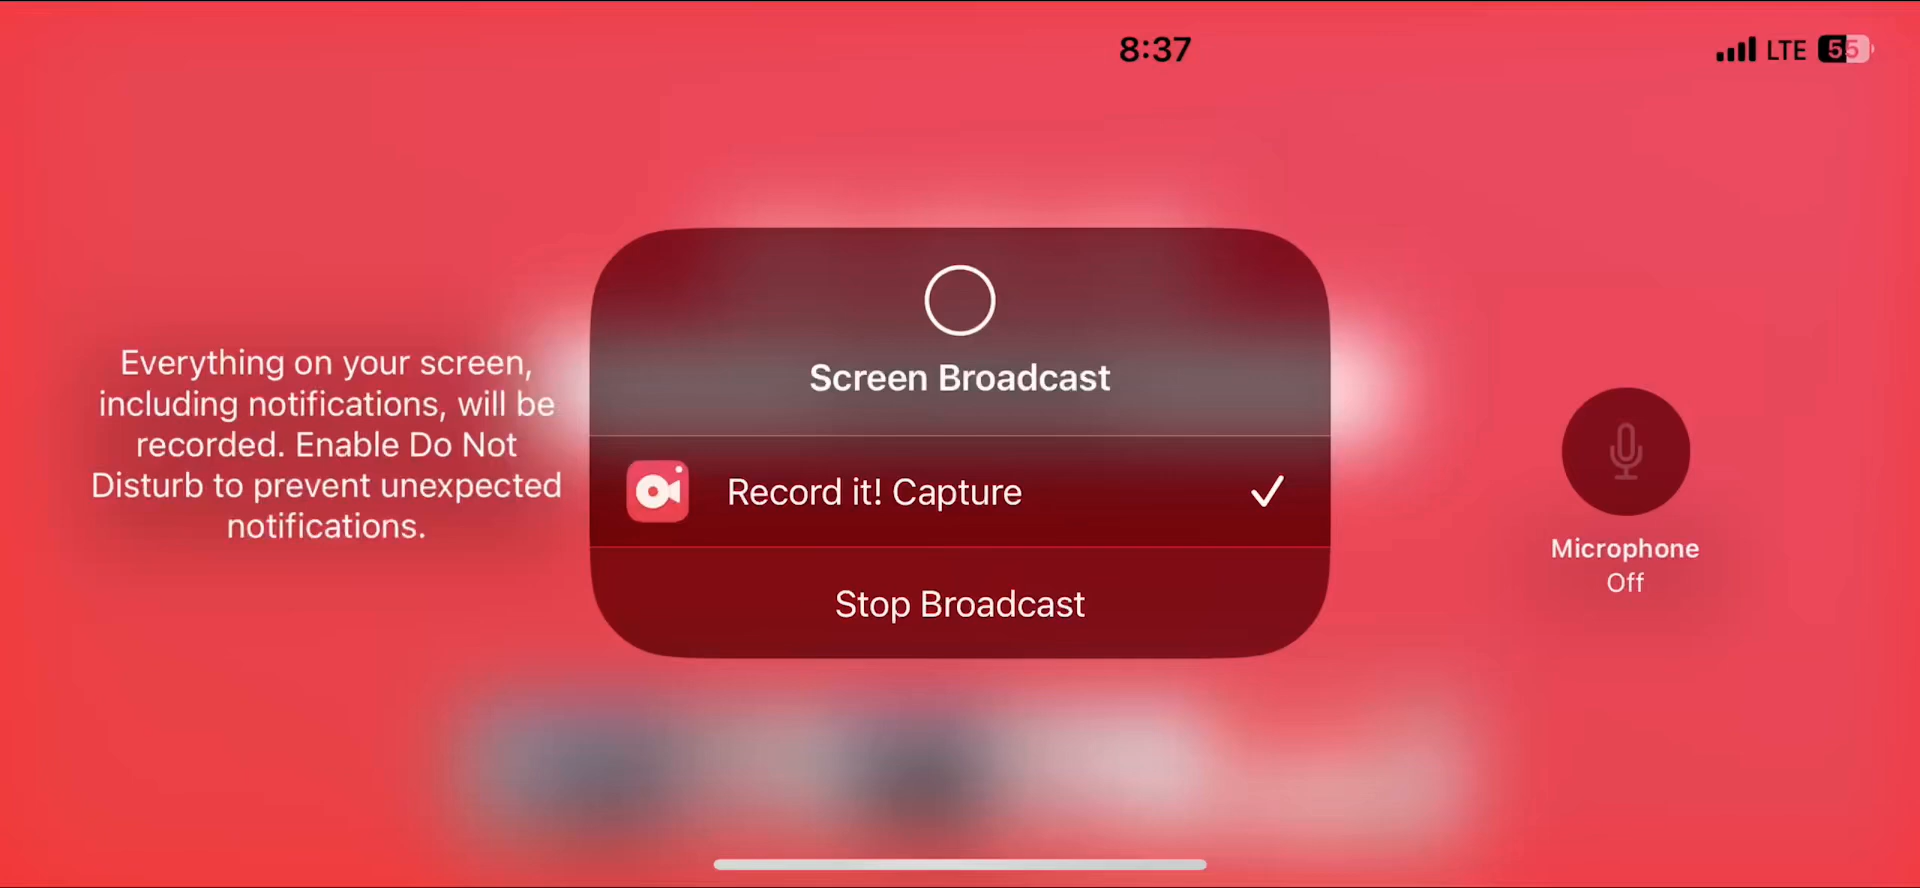 8:37
LTE 55
Everything on your screen,
including notifications, will be
recorded. Enable Do Not
Disturb to prevent unexpected
notifications.
Screen Broadcast
Record it! Capture
Stop Broadcast
Microphone
Off